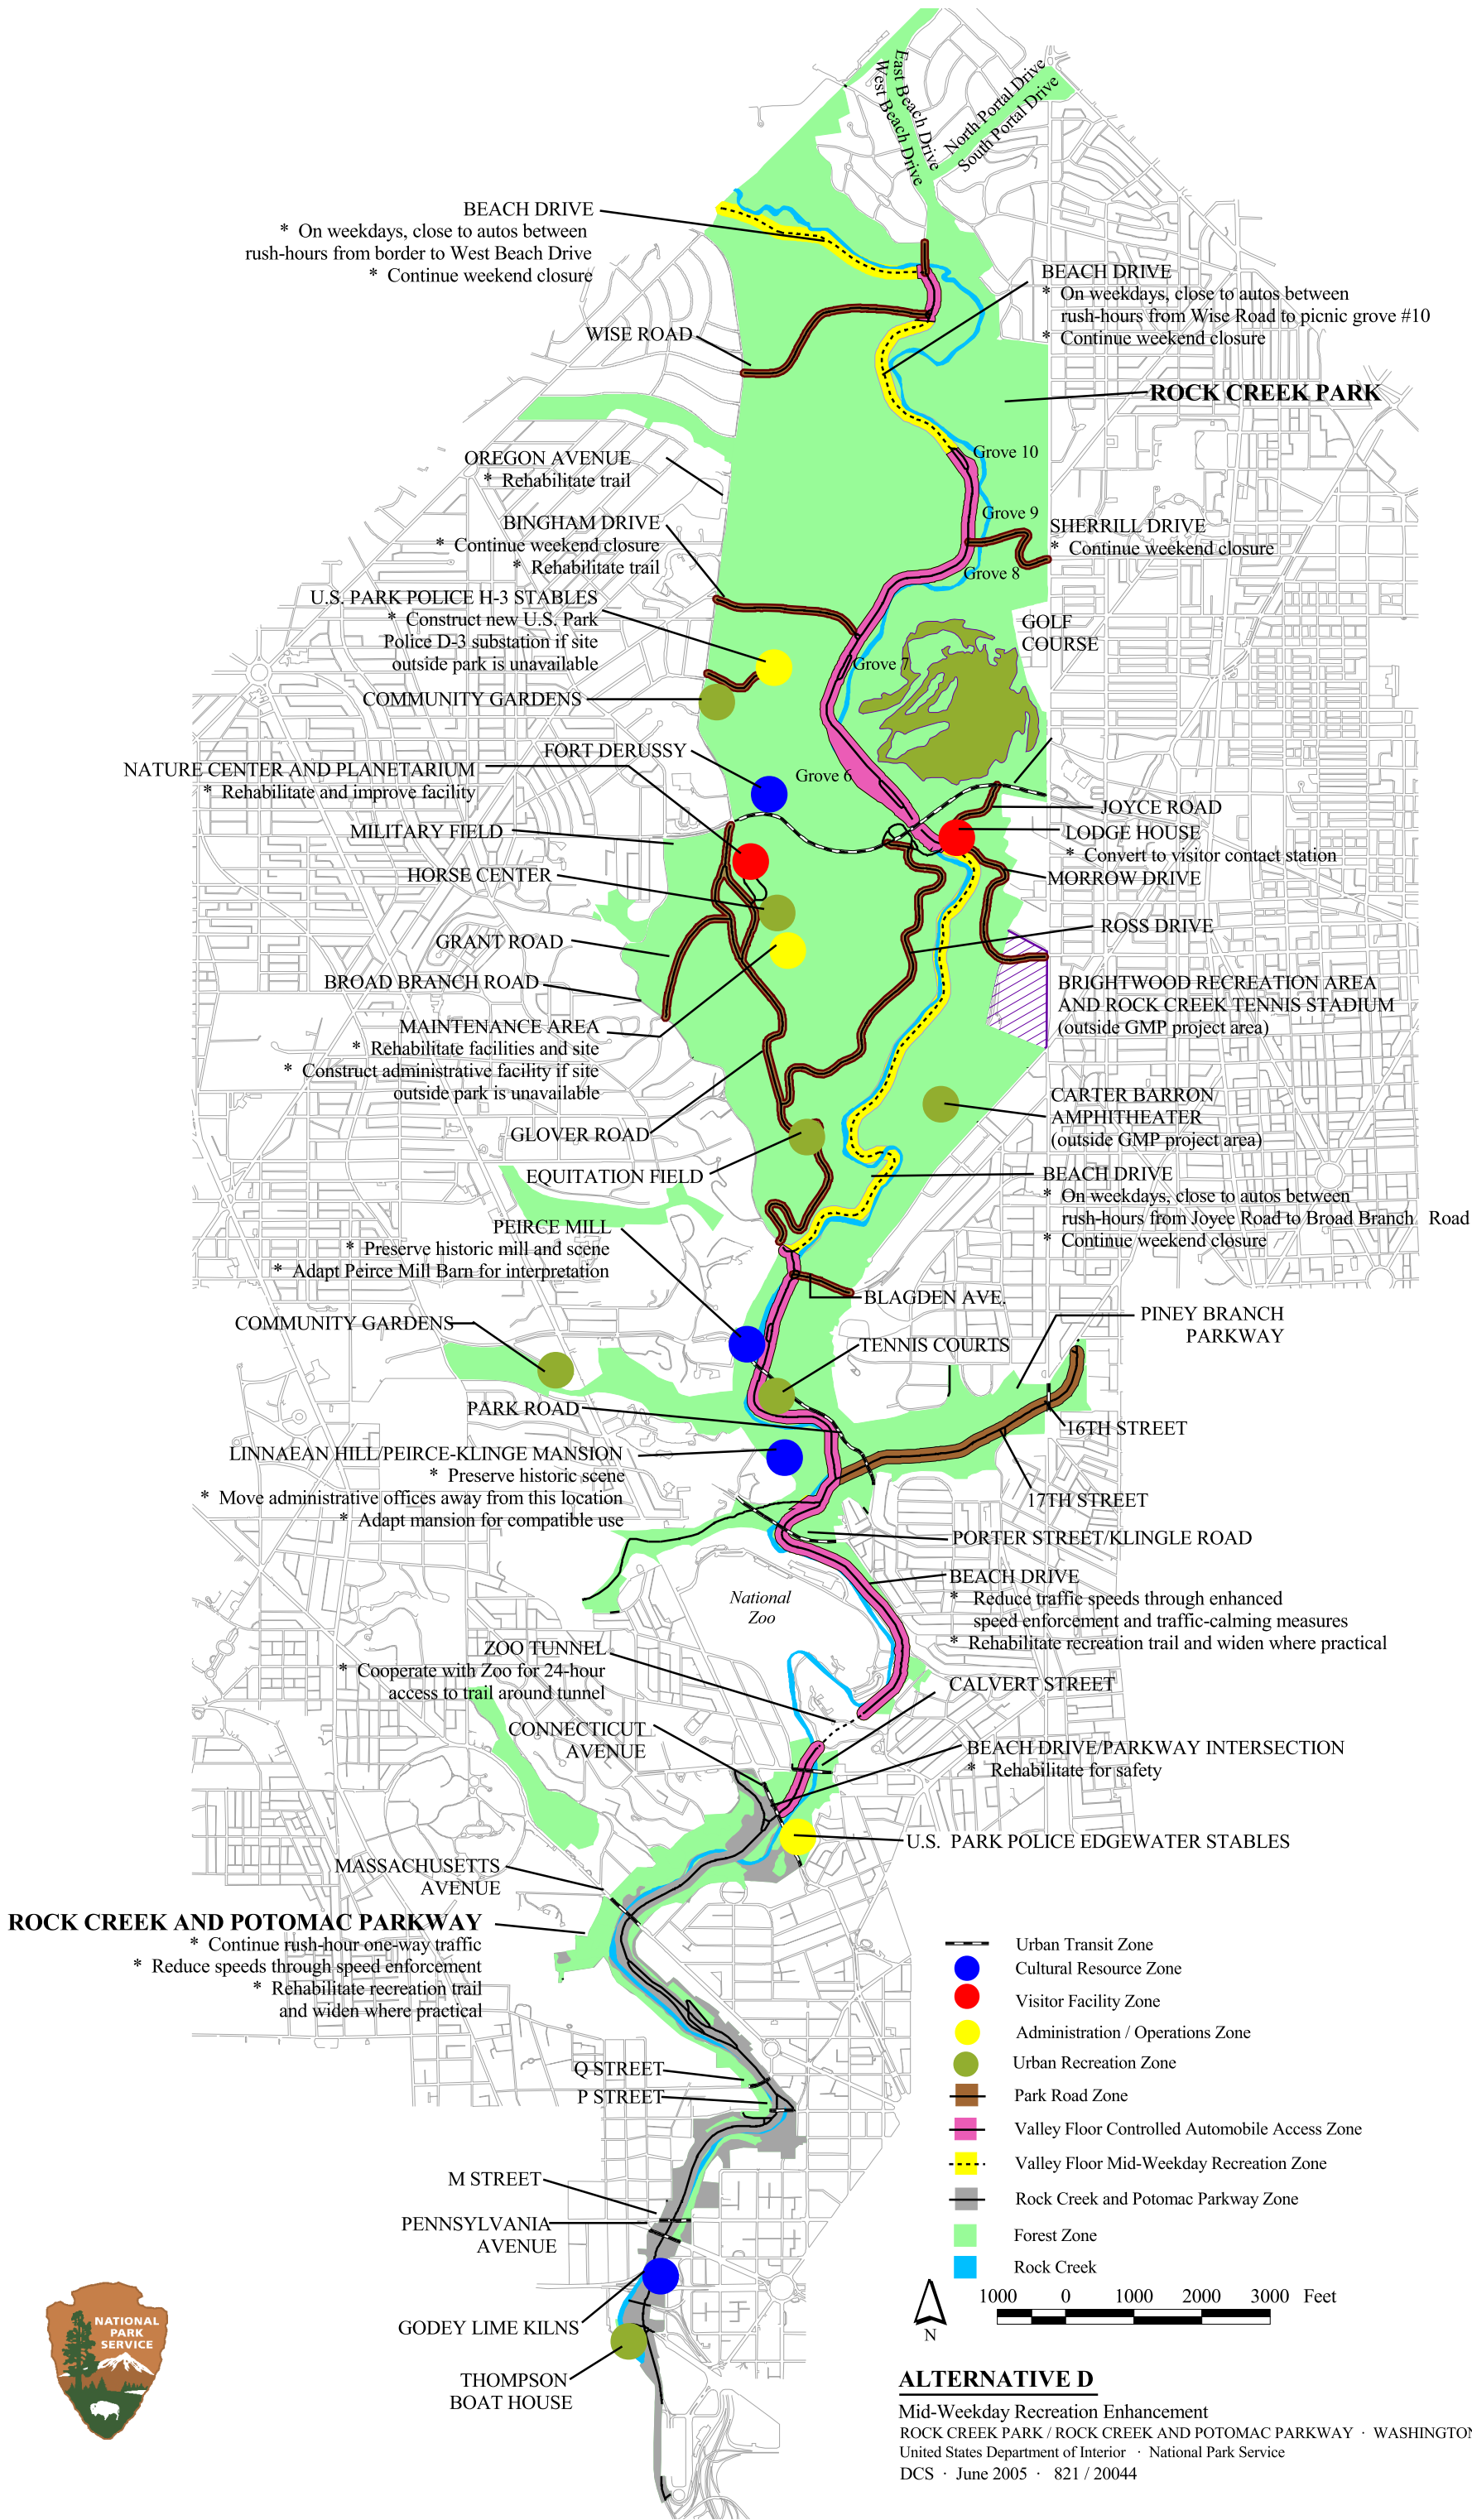 East Beach Drive
West Beach Drive
North Portal Drive
South Portal Drive
BEACH DRIVE
* On weekdays, close to autos between
rush-hours from border to West Beach Drive
* Continue weekend closure
BEACH DRIVE
* On weekdays, close to autos between
rush-hours from Wise Road to picnic grove #10
* Continue weekend closure
WISE ROAD
ROCK CREEK PARK
Grove 10
OREGON AVENUE
* Rehabilitate trail
Grove 9
BINGHAM DRIVE
* Continue weekend closure
* Rehabilitate trail
SHERRILL DRIVE
* Continue weekend closure
Grove 8
U.S. PARK POLICE H-3 STABLES
* Construct new U.S. Park
Police D-3 substation if site
outside park is unavailable
GOLF
COURSE
Grove 7
COMMUNITY GARDENS
FORT DERUSSY
NATURE CENTER AND PLANETARIUM
* Rehabilitate and improve facility
Grove 6
JOYCE ROAD
MILITARY FIELD
LODGE HOUSE
* Convert to visitor contact station
HORSE CENTER
MORROW DRIVE
ROSS DRIVE
GRANT ROAD
BROAD BRANCH ROAD
BRIGHTWOOD RECREATION AREA
AND ROCK CREEK TENNIS STADIUM
(outside GMP project area)
MAINTENANCE AREA
* Rehabilitate facilities and site
* Construct administrative facility if site
outside park is unavailable
CARTER BARRON
AMPHITHEATER
(outside GMP project area)
GLOVER ROAD
EQUITATION FIELD
BEACH DRIVE
* On weekdays, close to autos between
rush-hours from Joyce Road to Broad Branch Road
* Continue weekend closure
PEIRCE MILL
* Preserve historic mill and scene
* Adapt Peirce Mill Barn for interpretation
BLAGDEN AVE.
PINEY BRANCH
PARKWAY
COMMUNITY GARDENS
TENNIS COURTS
PARK ROAD
16TH STREET
LINNAEAN HILL/PEIRCE-KLINGE MANSION
* Preserve historic scene
* Move administrative offices away from this location
* Adapt mansion for compatible use
17TH STREET
PORTER STREET/KLINGLE ROAD
BEACH DRIVE
* Reduce traffic speeds through enhanced
speed enforcement and traffic-calming measures
* Rehabilitate recreation trail and widen where practical
National
Zoo
ZOO TUNNEL
* Cooperate with Zoo for 24-hour
access to trail around tunnel
CALVERT STREET
CONNECTICUT
AVENUE
BEACH DRIVE/PARKWAY INTERSECTION
* Rehabilitate for safety
U.S. PARK POLICE EDGEWATER STABLES
MASSACHUSETTS
AVENUE
ROCK CREEK AND POTOMAC PARKWAY
* Continue rush-hour one-way traffic
* Reduce speeds through speed enforcement
* Rehabilitate recreation trail
and widen where practical
Q STREET
P STREET
M STREET
PENNSYLVANIA
AVENUE
GODEY LIME KILNS
THOMPSON
BOAT HOUSE
Urban Transit Zone
Cultural Resource Zone
Visitor Facility Zone
Administration / Operations Zone
Urban Recreation Zone
Park Road Zone
Valley Floor Controlled Automobile Access Zone
Valley Floor Mid-Weekday Recreation Zone
Rock Creek and Potomac Parkway Zone
Forest Zone
Rock Creek
1000 0 1000 2000 3000 Feet
N
NATIONAL
PARK
SERVICE
ALTERNATIVE D
Mid-Weekday Recreation Enhancement
ROCK CREEK PARK / ROCK CREEK AND POTOMAC PARKWAY · WASHINGTON
United States Department of Interior · National Park Service
DCS · June 2005 · 821 / 20044